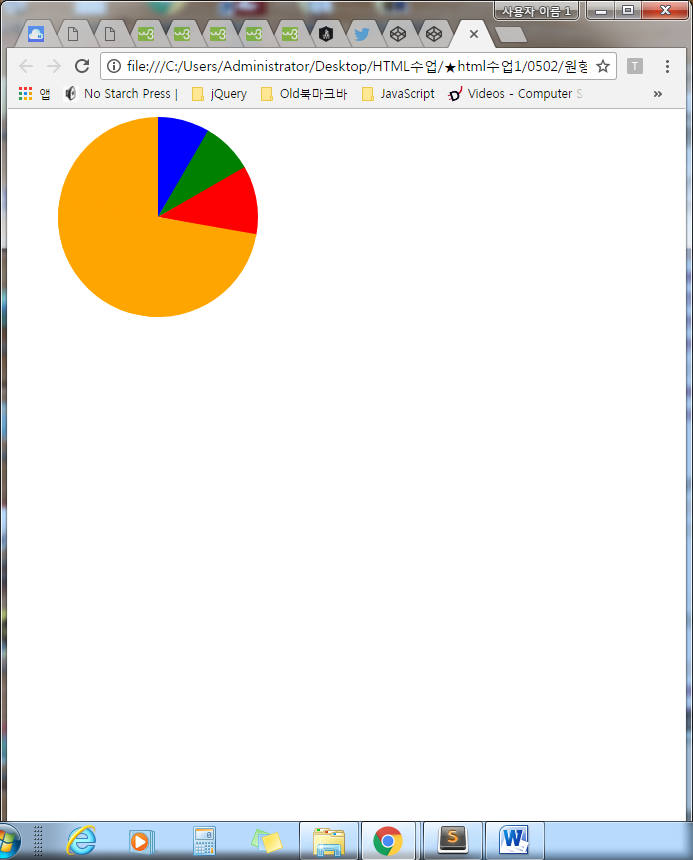 사용자 이름 1
file:///C:/Users/Administrator/Desktop/HTML수업/★html수업1/0502/원형
T
앱 No Starch Press | jQuery Old북마크바 JavaScript Videos - Computer S »